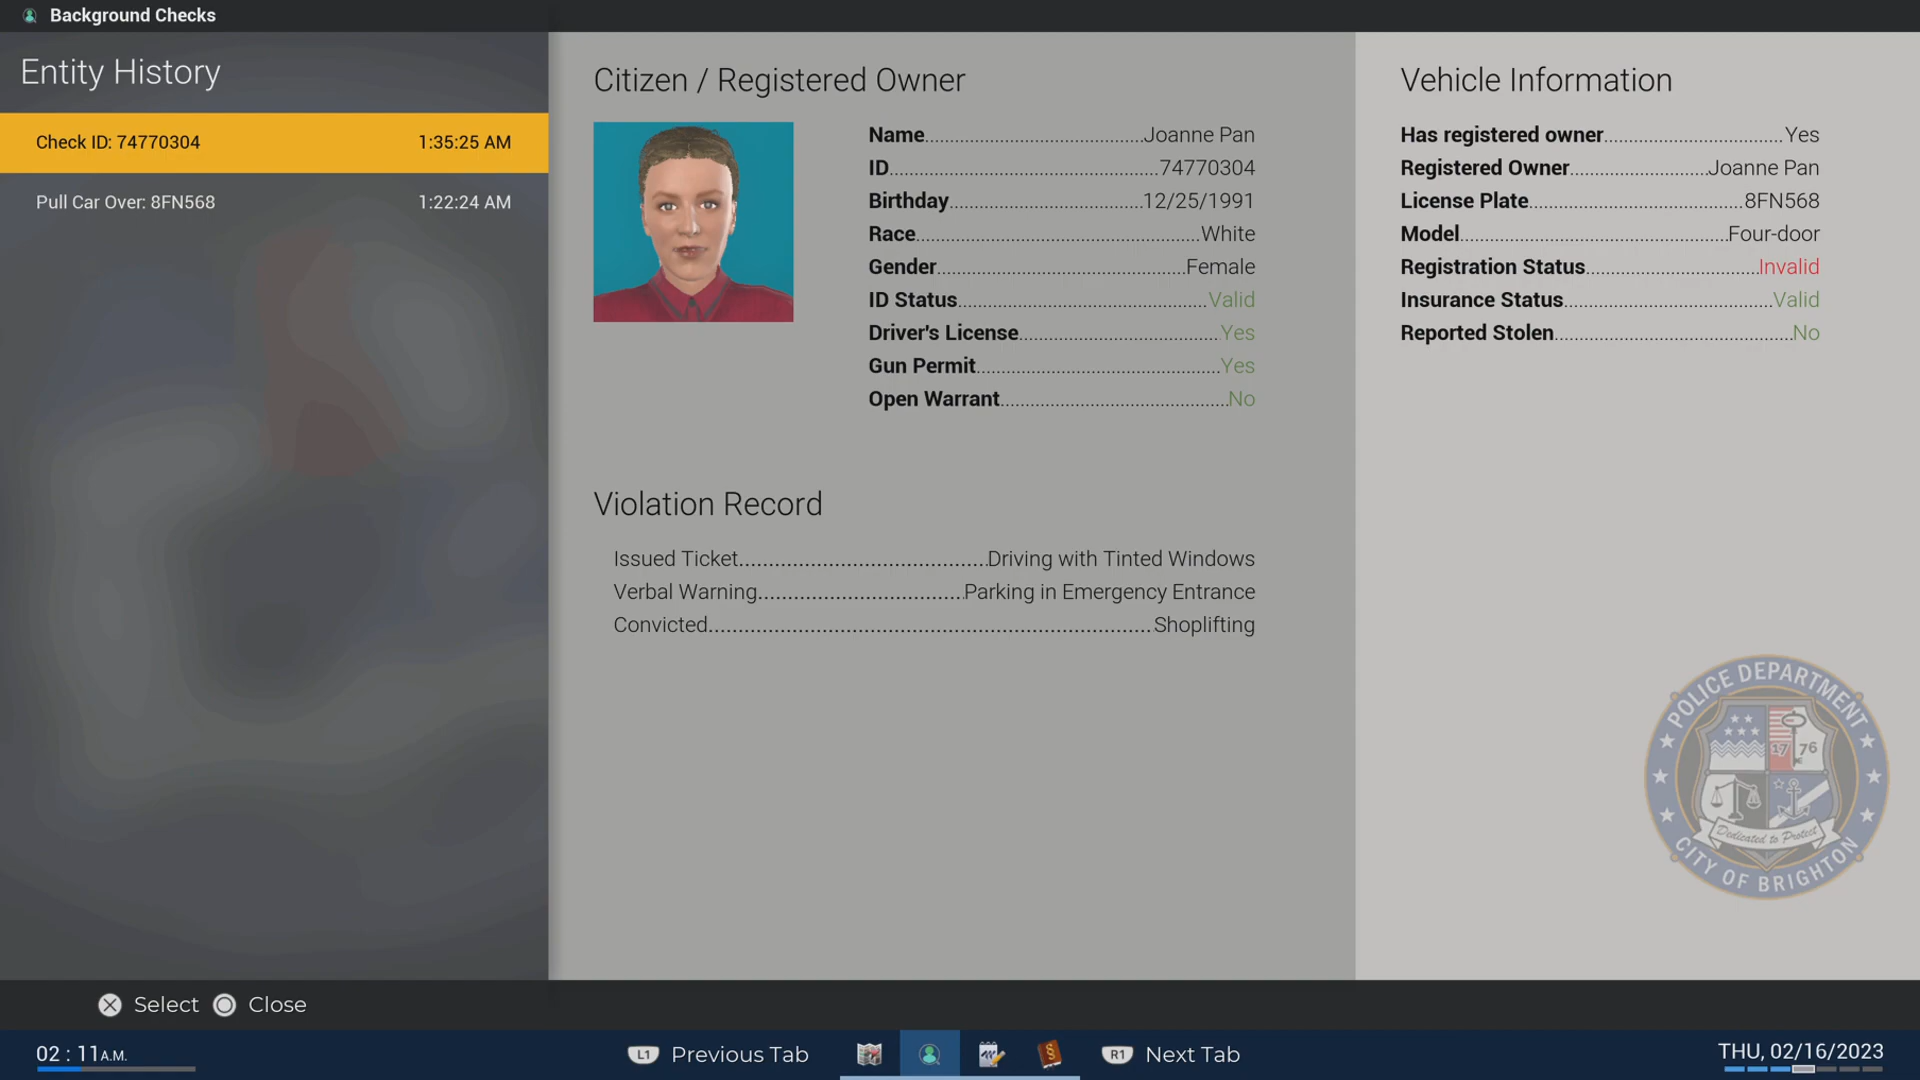 Background Checks
Entity History
Check ID: 74770304 1:35:25 AM
Pull Car Over: 8FN568 1:22:24 AM
Citizen / Registered Owner
Name Joanne Pan
ID 74770304
Birthday 12/25/1991
Race White
Gender Female
ID Status Valid
Driver's License Yes
Gun Permit Yes
Open Warrant No
Violation Record
Issued Ticket Driving with Tinted Windows
Verbal Warning Parking in Emergency Entrance
Convicted Shoplifting
Vehicle Information
Has registered owner Yes
Registered Owner Joanne Pan
License Plate 8FN568
Model Four-door
Registration Status Invalid
Insurance Status Valid
Reported Stolen No
POLICE DEPARTMENT
17 76
Dedicated to Protect
CITY OF BRIGHTON
Select Close
02 : 11 A.M.
L1 Previous Tab
R1 Next Tab
THU, 02/16/2023